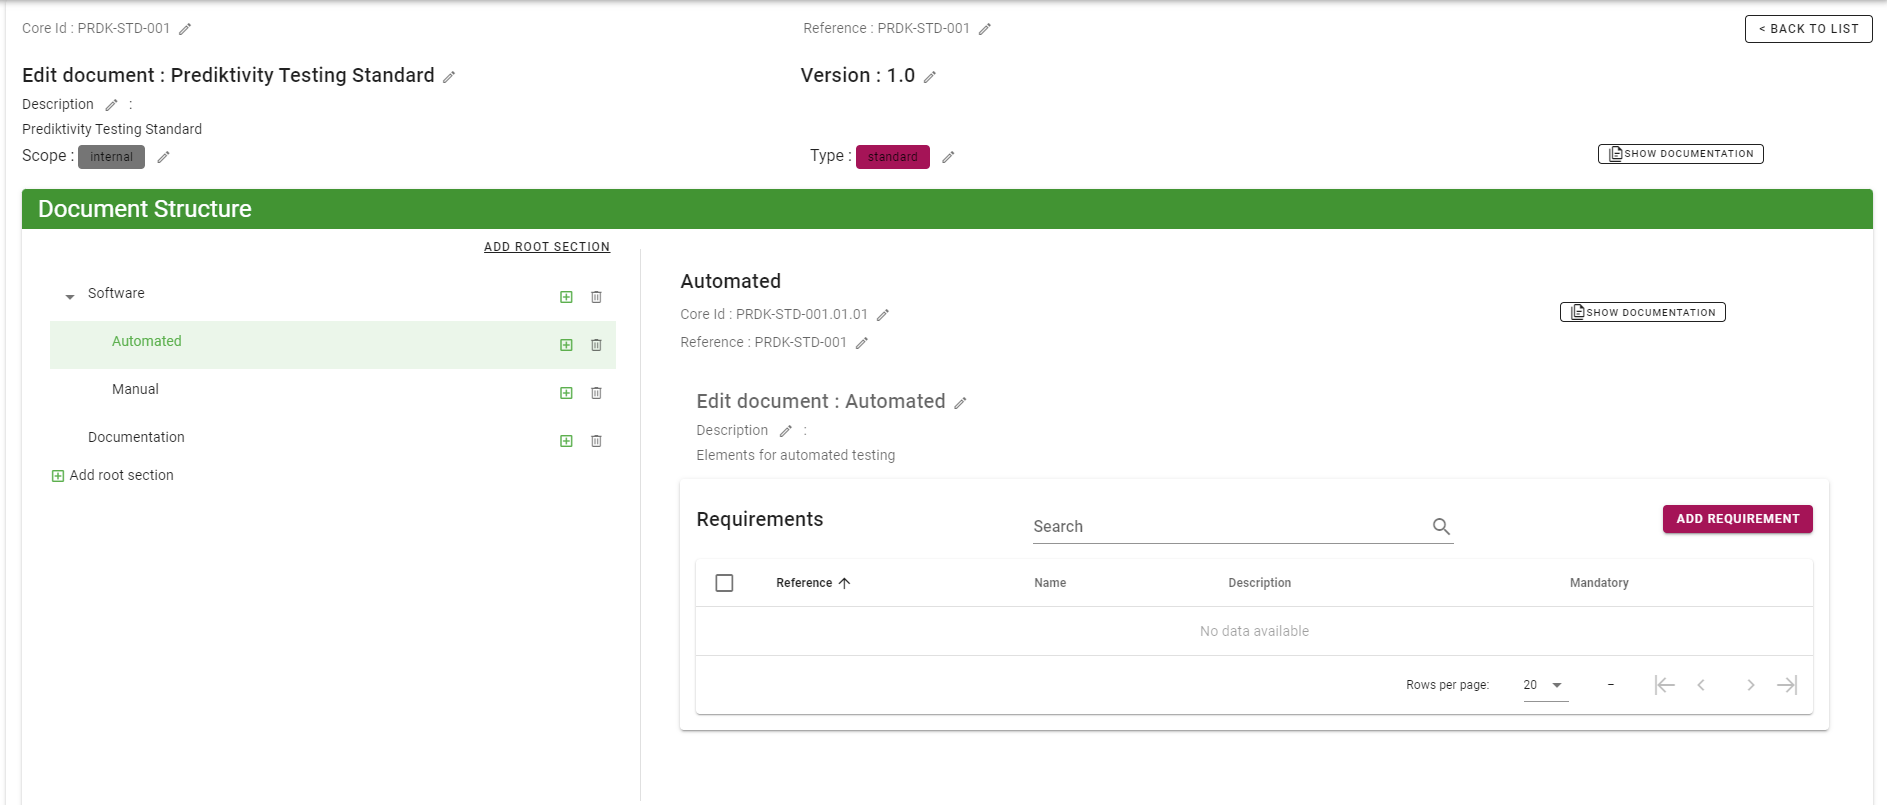 Core Id : PRDK-STD-001
Reference : PRDK-STD-001
< BACK TO LIST
Edit document : Prediktivity Testing Standard
Version : 1.0
Description :
Prediktivity Testing Standard
Scope : internal
Type : standard
SHOW DOCUMENTATION
Document Structure
ADD ROOT SECTION
Software
Automated
Manual
Documentation
Add root section
Automated
Core Id : PRDK-STD-001.01.01
SHOW DOCUMENTATION
Reference : PRDK-STD-001
Edit document : Automated
Description :
Elements for automated testing
Requirements
Search
ADD REQUIREMENT
Reference Name Description Mandatory
No data available
Rows per page: 20 –